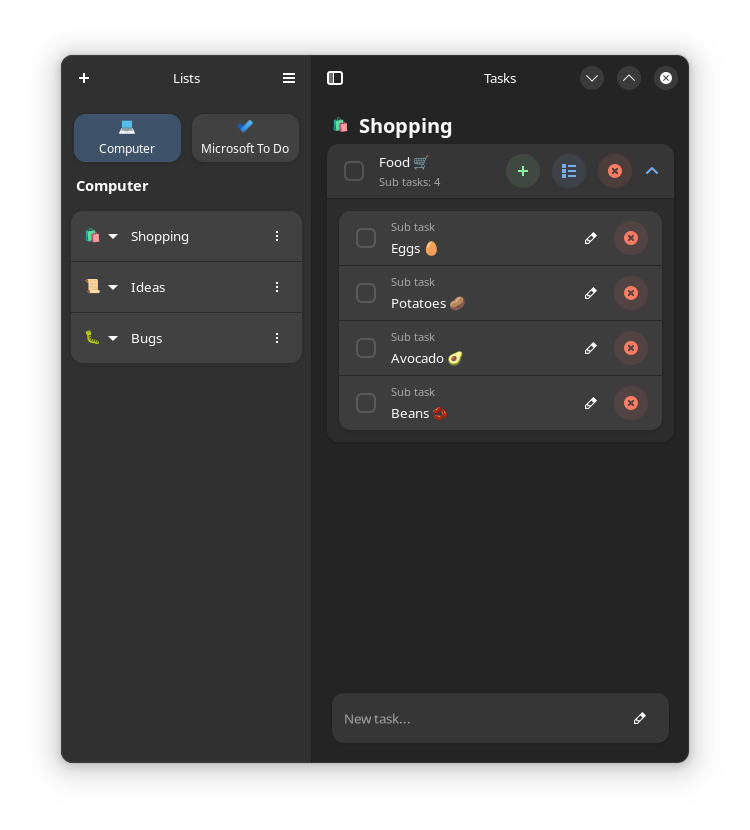 Lists
Computer
Microsoft To Do
Computer
Shopping
Ideas
Bugs
Tasks
Shopping
Food
Sub tasks: 4
Sub task
Eggs
Sub task
Potatoes
Sub task
Avocado
Sub task
Beans
New task...